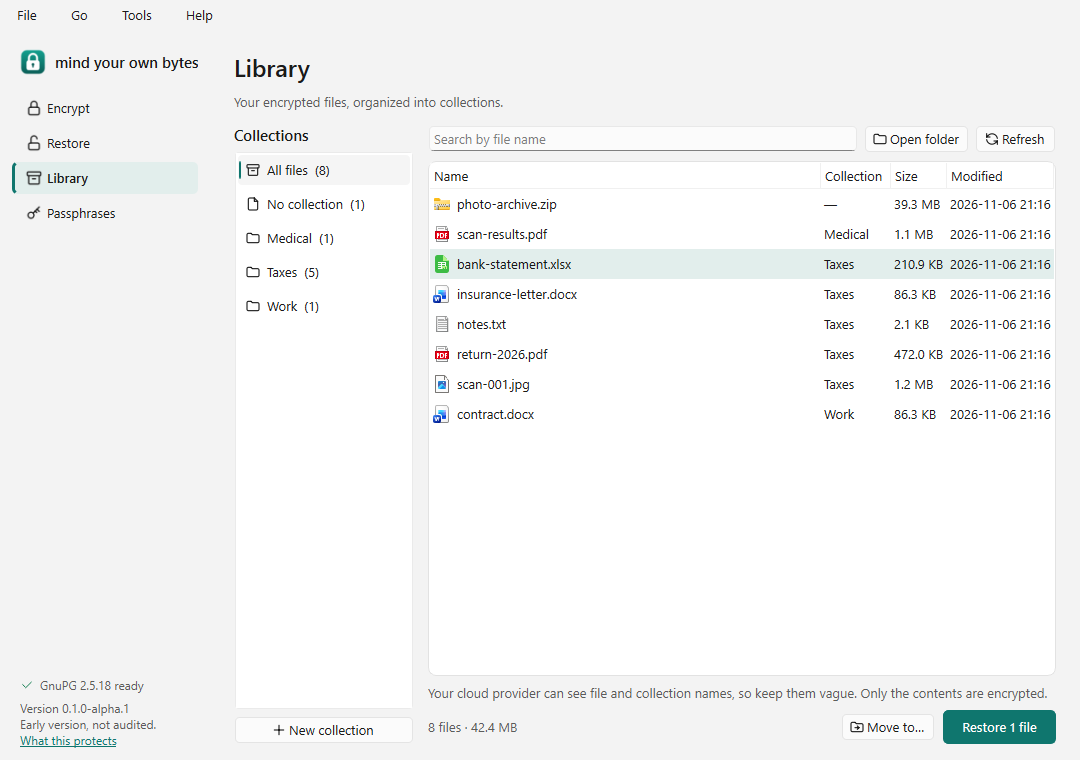 File Go Tools Help
mind your own bytes
Encrypt
Restore
Library
Passphrases
GnuPG 2.5.18 ready
Version 0.1.0-alpha.1
Early version, not audited.
What this protects
Library
Your encrypted files, organized into collections.
Collections
All files (8)
No collection (1)
Medical (1)
Taxes (5)
Work (1)
+ New collection
Search by file name Open folder Refresh
Name Collection Size Modified
photo-archive.zip — 39.3 MB 2026-11-06 21:16
scan-results.pdf Medical 1.1 MB 2026-11-06 21:16
bank-statement.xlsx Taxes 210.9 KB 2026-11-06 21:16
insurance-letter.docx Taxes 86.3 KB 2026-11-06 21:16
notes.txt Taxes 2.1 KB 2026-11-06 21:16
return-2026.pdf Taxes 472.0 KB 2026-11-06 21:16
scan-001.jpg Taxes 1.2 MB 2026-11-06 21:16
contract.docx Work 86.3 KB 2026-11-06 21:16
Your cloud provider can see file and collection names, so keep them vague. Only the contents are encrypted.
8 files · 42.4 MB Move to... Restore 1 file